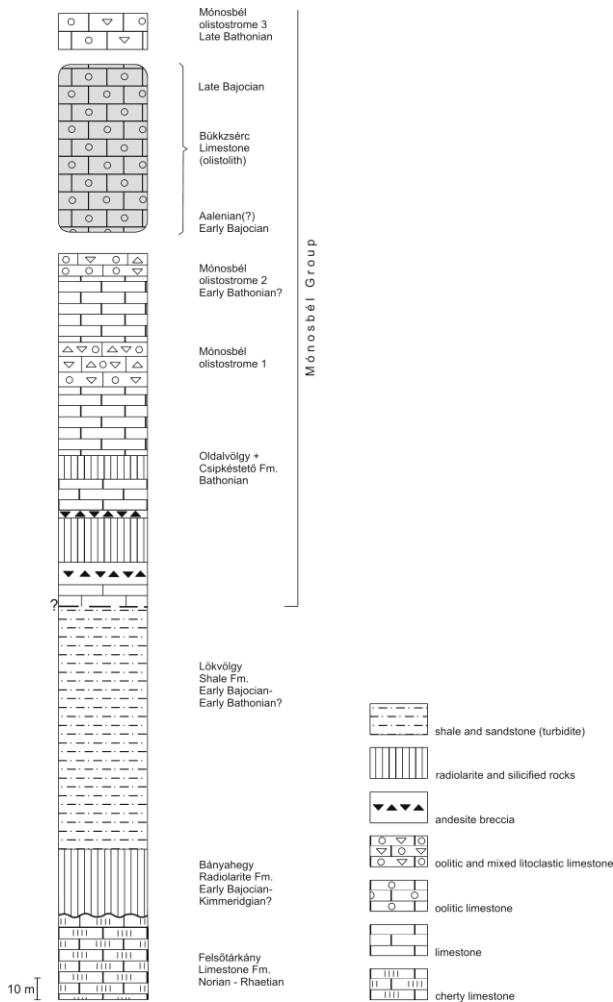 Mónosbél
olistostrome 3
Late Bathonian
Late Bajocian
Bükkzsérc
Limestone
(olistolith)
Aalenian(?)
Early Bajocian
Mónosbél
olistostrome 2
Early Bathonian?
Mónosbél
olistostrome 1
Oldalvölgy +
Csipkéstető Fm.
Bathonian
Mónosbél Group
?
Lökvölgy
Shale Fm.
Early Bajocian-
Early Bathonian?
Bányahegy
Radiolarite Fm.
Early Bajocian-
Kimmeridgian?
Felsőtárkány
Limestone Fm.
Norian - Rhaetian
10 m
shale and sandstone (turbidite)
radiolarite and silicified rocks
andesite breccia
oolitic and mixed litoclastic limestone
oolitic limestone
limestone
cherty limestone